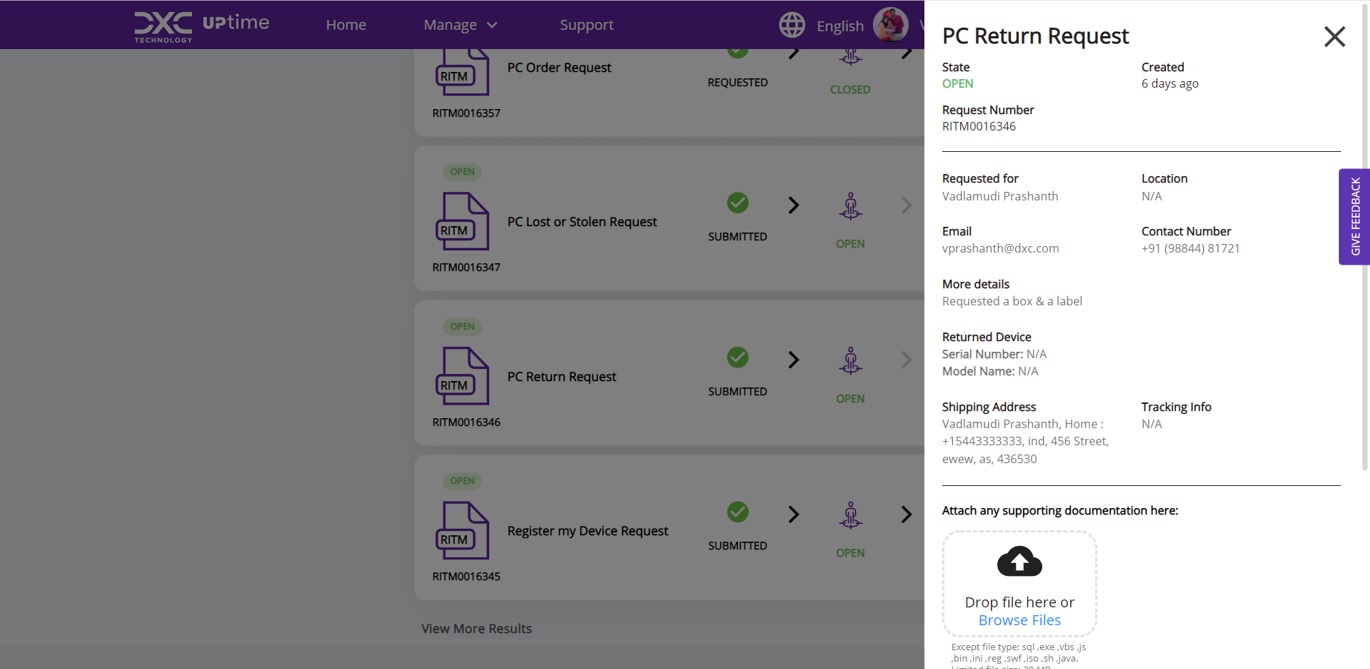 DXC
TECHNOLOGY
UPtime
Home
Manage
Support
English
RITM
PC Order Request
RITM0016357
REQUESTED
CLOSED
OPEN
RITM
PC Lost or Stolen Request
RITM0016347
SUBMITTED
OPEN
OPEN
RITM
PC Return Request
RITM0016346
SUBMITTED
OPEN
OPEN
RITM
Register my Device Request
RITM0016345
SUBMITTED
OPEN
View More Results
PC Return Request
State
OPEN
Created
6 days ago
Request Number
RITM0016346
Requested for
Vadlamudi Prashanth
Location
N/A
Email
vprashanth@dxc.com
Contact Number
+91 (98844) 81721
More details
Requested a box & a label
Returned Device
Serial Number: N/A
Model Name: N/A
Shipping Address
Vadlamudi Prashanth, Home :
+15443333333, ind, 456 Street,
ewew, as, 436530
Tracking Info
N/A
Attach any supporting documentation here:
Drop file here or
Browse Files
Except file type: sql ,exe ,vbs ,js
,bin ,ini ,reg ,swf ,iso ,sh ,java.
GIVE FEEDBACK